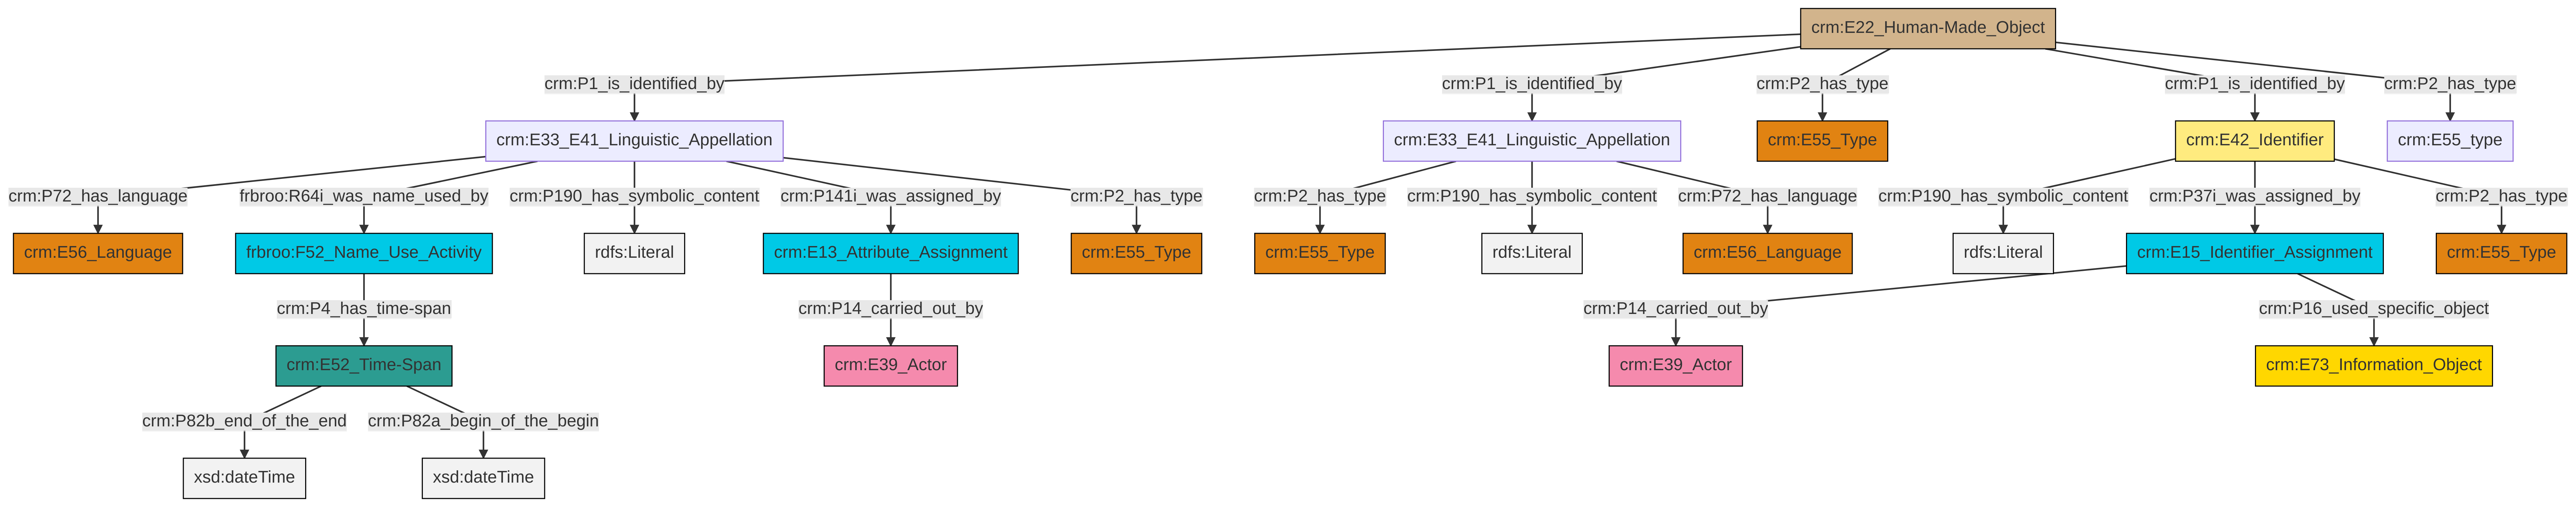 crm:E22_Human-Made_Object
crm:P1_is_identified_by
crm:P1_is_identified_by
crm:P2_has_type
crm:P1_is_identified_by
crm:P2_has_type
crm:E33_E41_Linguistic_Appellation
crm:E33_E41_Linguistic_Appellation
crm:E55_Type
crm:E42_Identifier
crm:E55_type
crm:P72_has_language
frbroo:R64i_was_name_used_by
crm:P190_has_symbolic_content
crm:P141i_was_assigned_by
crm:P2_has_type
crm:P2_has_type
crm:P190_has_symbolic_content
crm:P72_has_language
crm:P190_has_symbolic_content
crm:P37i_was_assigned_by
crm:P2_has_type
crm:E56_Language
frbroo:F52_Name_Use_Activity
rdfs:Literal
crm:E13_Attribute_Assignment
crm:E55_Type
crm:E55_Type
rdfs:Literal
crm:E56_Language
rdfs:Literal
crm:E15_Identifier_Assignment
crm:E55_Type
crm:P4_has_time-span
crm:P14_carried_out_by
crm:P14_carried_out_by
crm:P16_used_specific_object
crm:E52_Time-Span
crm:E39_Actor
crm:E39_Actor
crm:E73_Information_Object
crm:P82b_end_of_the_end
crm:P82a_begin_of_the_begin
xsd:dateTime
xsd:dateTime